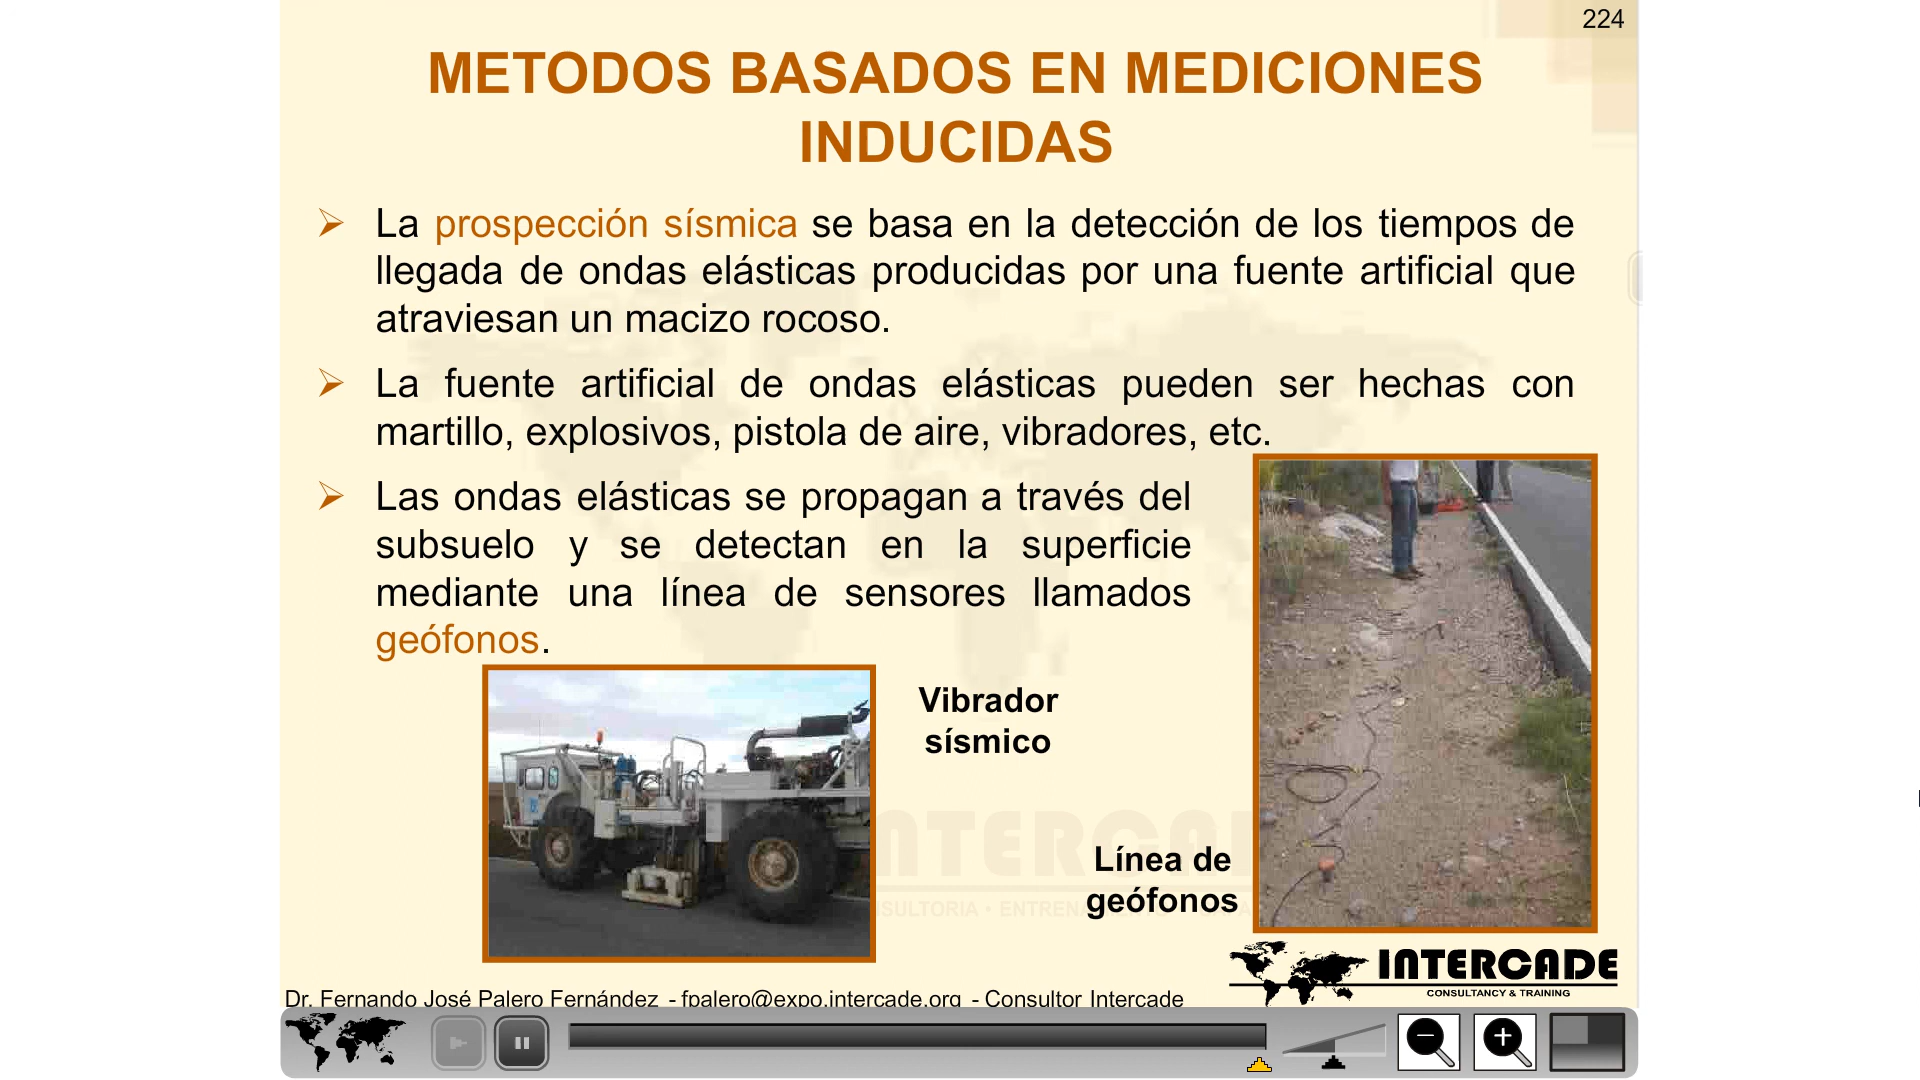 224
METODOS BASADOS EN MEDICIONES
INDUCIDAS
La prospección sísmica se basa en la detección de los tiempos de
llegada de ondas elásticas producidas por una fuente artificial que
atraviesan un macizo rocoso.
La fuente artificial de ondas elásticas pueden ser hechas con
martillo, explosivos, pistola de aire, vibradores, etc.
Las ondas elásticas se propagan a través del
subsuelo y se detectan en la superficie
mediante una línea de sensores llamados
geófonos.
Vibrador
sísmico
Línea de
geófonos
INTERCADE
CONSULTANCY & TRAINING
Dr. Fernando José Palero Fernández - fpalero@expo.intercade.org - Consultor Intercade